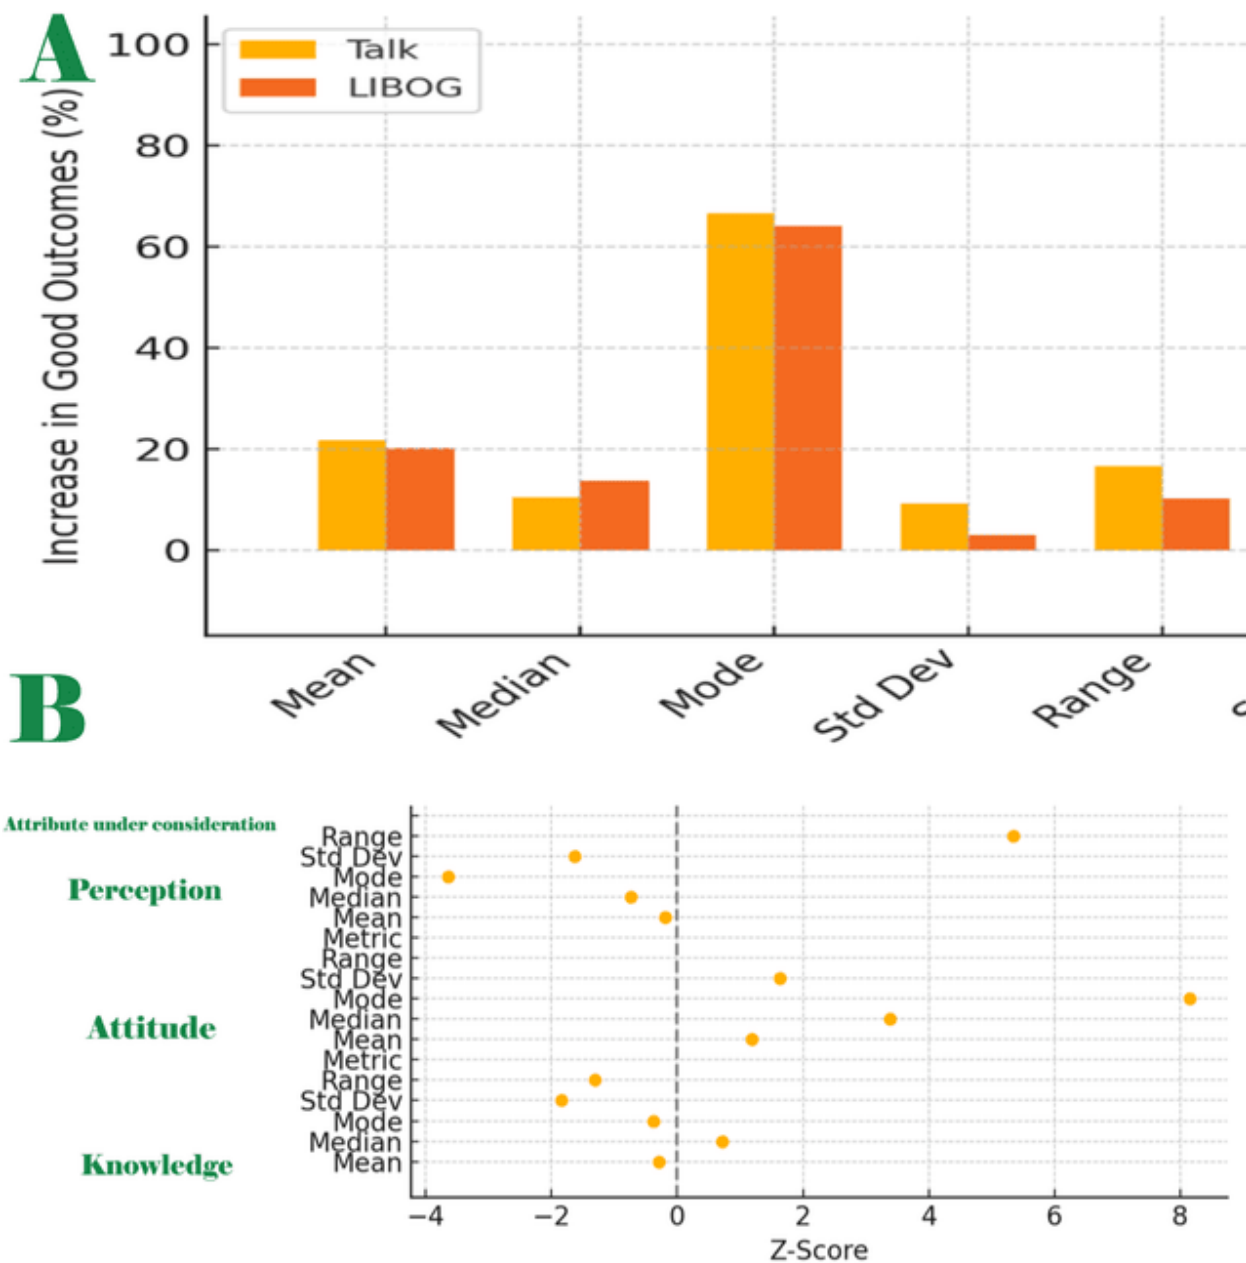 A
Increase in Good Outcomes (%)
100
80
60
40
20
0
Talk
LIBOG
Mean
Median
Mode
Std Dev
Range
B
Attribute under consideration
Perception
Attitude
Knowledge
Range
Std Dev
Mode
Median
Mean
Metric
Range
Std Dev
Mode
Median
Mean
Metric
Range
Std Dev
Mode
Median
Mean
−4
−2
0
2
4
6
8
Z-Score